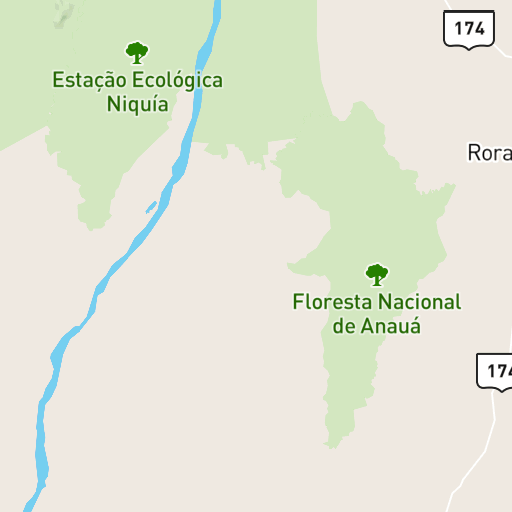 174
Estação Ecológica
Niquía
Rora
Floresta Nacional
de Anauá
174